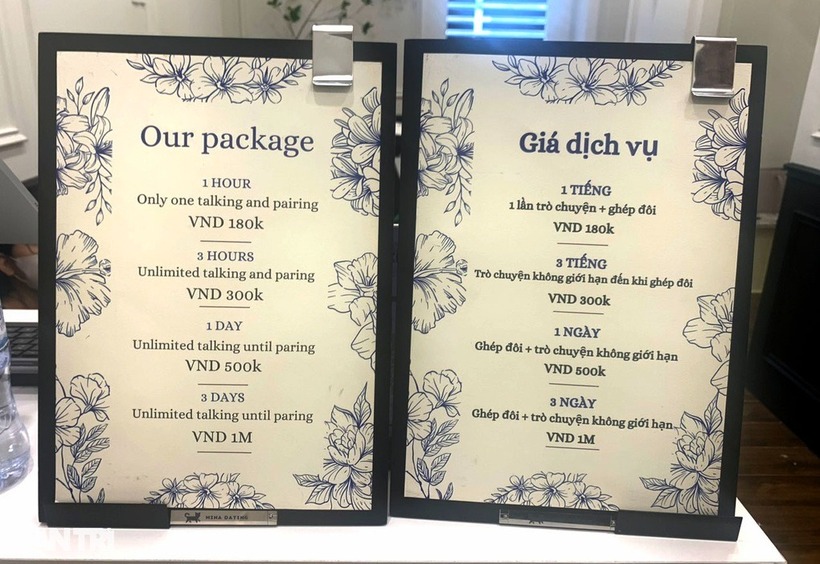 Our package
1 HOUR
Only one talking and pairing
VND 180k
3 HOURS
Unlimited talking and paring
VND 300k
1 DAY
Unlimited talking until paring
VND 500k
3 DAYS
Unlimited talking until paring
VND 1M
NINA DATING
Giá dịch vụ
1 TIẾNG
1 lần trò chuyện + ghép đôi
VND 180k
3 TIẾNG
Trò chuyện không giới hạn đến khi ghép đôi
VND 300k
1 NGÀY
Ghép đôi + trò chuyện không giới hạn
VND 500k
3 NGÀY
Ghép đôi + trò chuyện không giới hạn
VND 1M